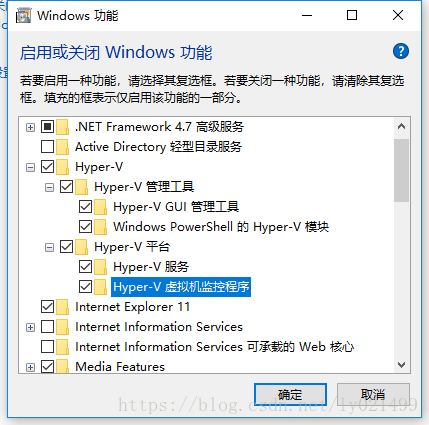 Windows 功能
启用或关闭 Windows 功能
若要启用一种功能，请选择其复选框。若要关闭一种功能，请清除其复选
框。填充的框表示仅启用该功能的一部分。
.NET Framework 4.7 高级服务
Active Directory 轻型目录服务
Hyper-V
Hyper-V 管理工具
Hyper-V GUI 管理工具
Windows PowerShell 的 Hyper-V 模块
Hyper-V 平台
Hyper-V 服务
Hyper-V 虚拟机监控程序
Internet Explorer 11
Internet Information Services
Internet Information Services 可承载的 Web 核心
Media Features
确定
取消
https://blog.csdn.net/ly021499